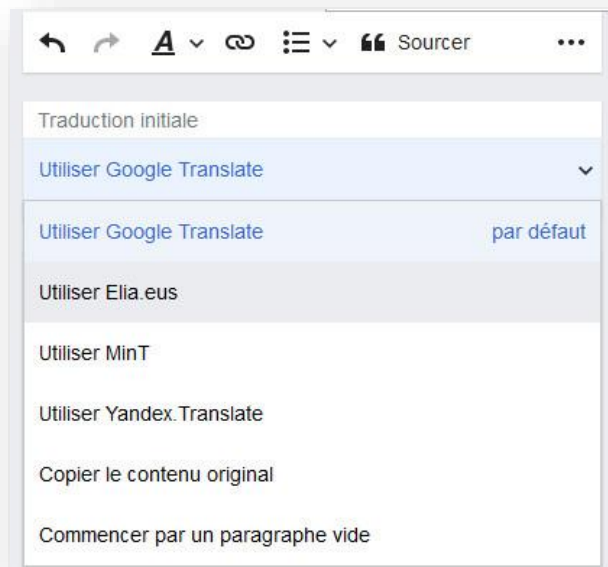 A Sourcer
Traduction initiale
Utiliser Google Translate
Utiliser Google Translate par défaut
Utiliser Elia.eus
Utiliser MinT
Utiliser Yandex.Translate
Copier le contenu original
Commencer par un paragraphe vide